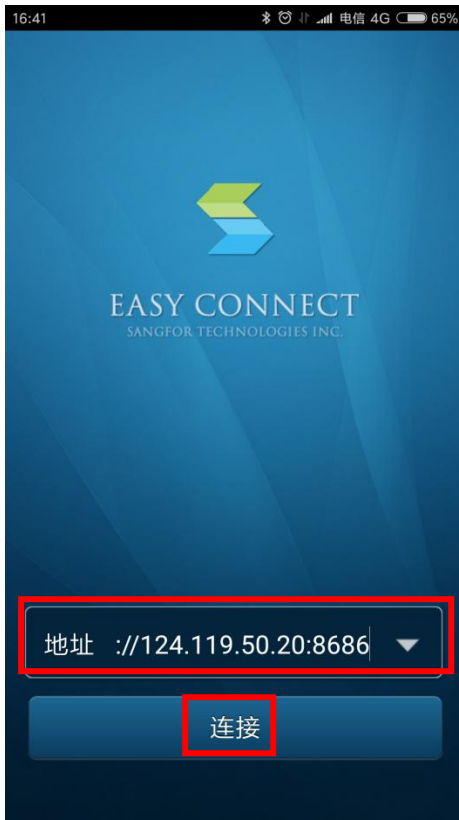 16:41 电信 4G 65%
EASY CONNECT
SANGFOR TECHNOLOGIES INC.
地址 ://124.119.50.20:8686
连接